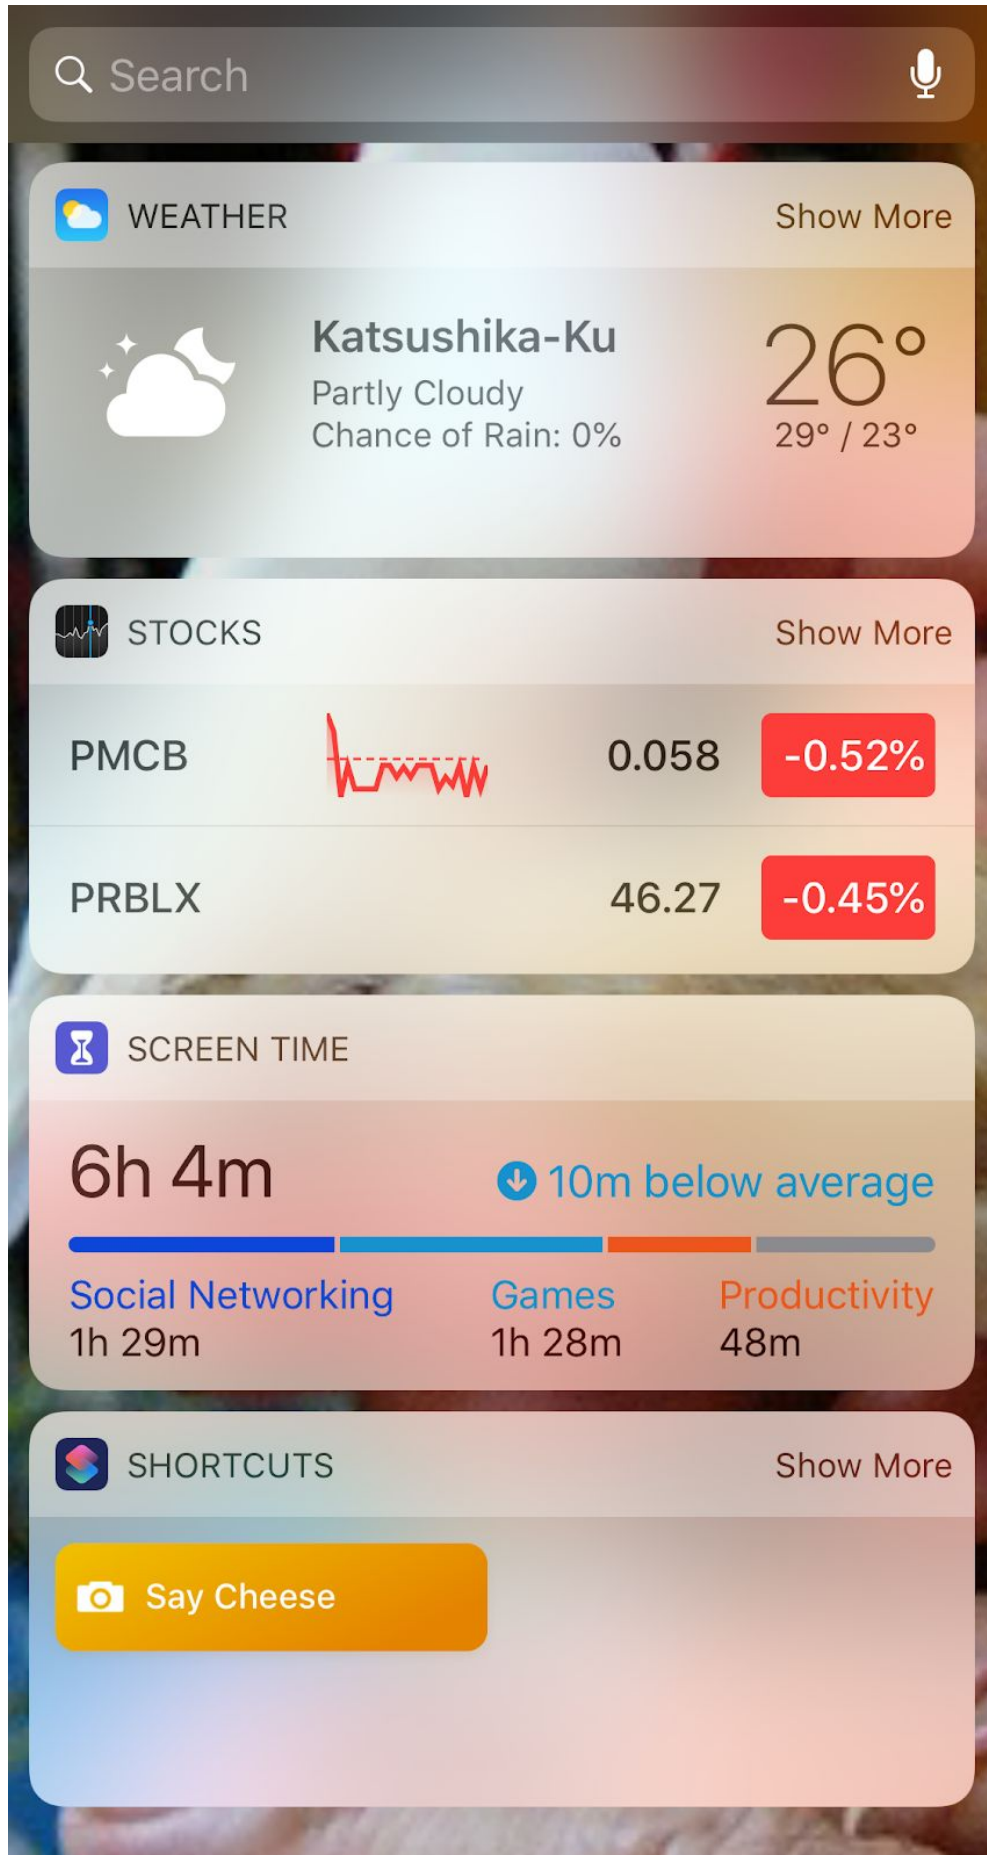 Search
WEATHER Show More
Katsushika-Ku
Partly Cloudy
Chance of Rain: 0%
26°
29° / 23°
STOCKS Show More
PMCB 0.058 -0.52%
PRBLX 46.27 -0.45%
SCREEN TIME
6h 4m 10m below average
Social Networking Games Productivity
1h 29m 1h 28m 48m
SHORTCUTS Show More
Say Cheese